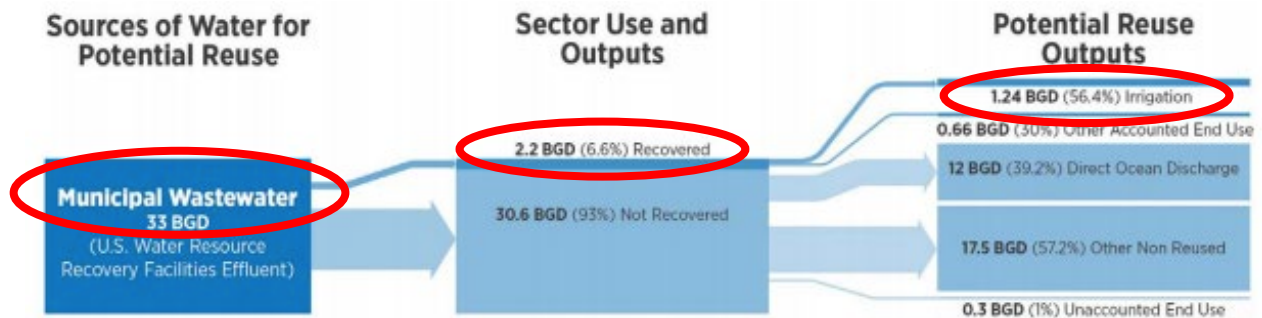 Sources of Water for
Potential Reuse
Sector Use and
Outputs
Potential Reuse
Outputs
Municipal Wastewater
33 BGD
(U.S. Water Resource
Recovery Facilities Effluent)
2.2 BGD (6.6%) Recovered
30.6 BGD (93%) Not Recovered
1.24 BGD (56.4%) Irrigation
0.66 BGD (30%) Other Accounted End Use
12 BGD (39.2%) Direct Ocean Discharge
17.5 BGD (57.2%) Other Non Reused
0.3 BGD (1%) Unaccounted End Use